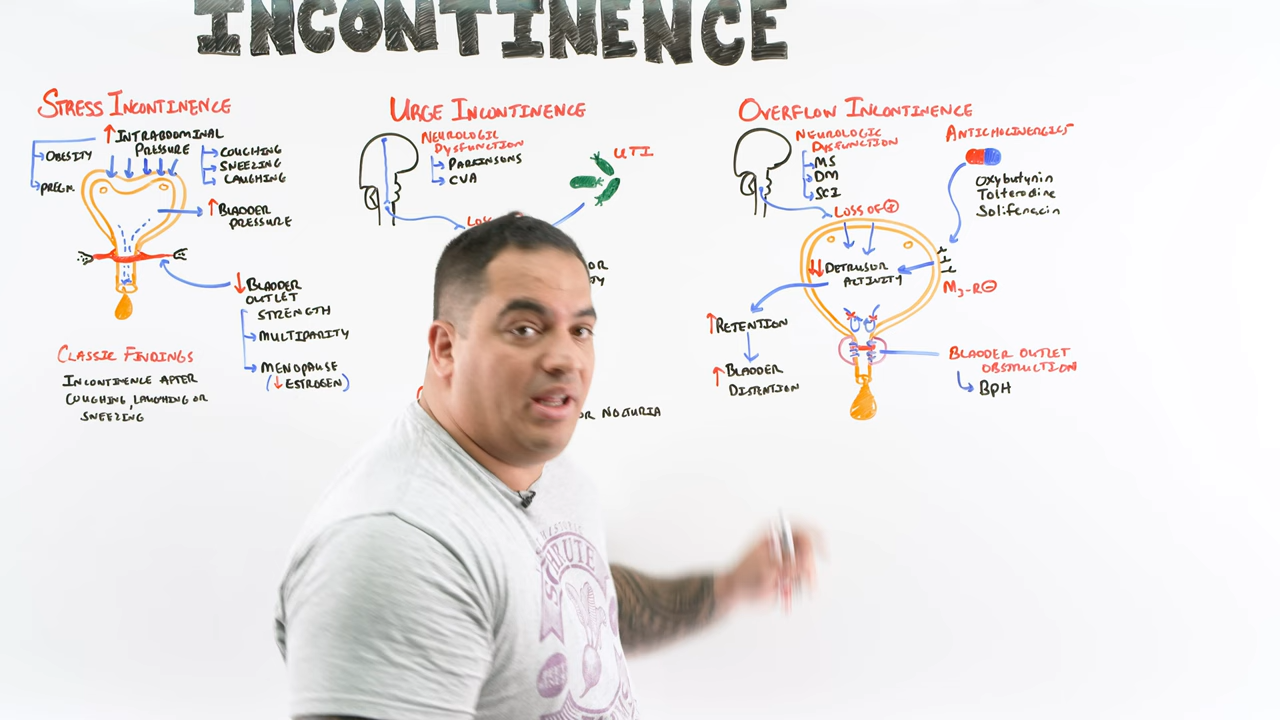 INCONTINENCE
STRESS INCONTINENCE
↑ INTRABDOMINAL
PRESSURE
OBESITY
PREGN
COUGHING
SNEEZING
LAUGHING
↑ BLADDER
PRESSURE
↓ BLADDER
OUTLET
STRENGTH
MULTIPARITY
MENOPAUSE
(↓ ESTROGEN)
CLASSIC FINDINGS
INCONTINENCE AFTER
COUGHING, LAUGHING OR
SNEEZING
URGE INCONTINENCE
NEUROLOGIC
DYSFUNCTION
PARKINSONS
CVA
UTI
OR NOCTURIA
OVERFLOW INCONTINENCE
NEUROLOGIC
DYSFUNCTION
MS
DM
SCI
LOSS OF +
ANTICHOLINERGICS
Oxybutynin
Tolterodine
Solifenacin
↓↓ DETRUSOR
ACTIVITY
M3-R -
↑ RETENTION
↑ BLADDER
DISTENTION
BLADDER OUTLET
OBSTRUCTION
BPH
SCHRUTE